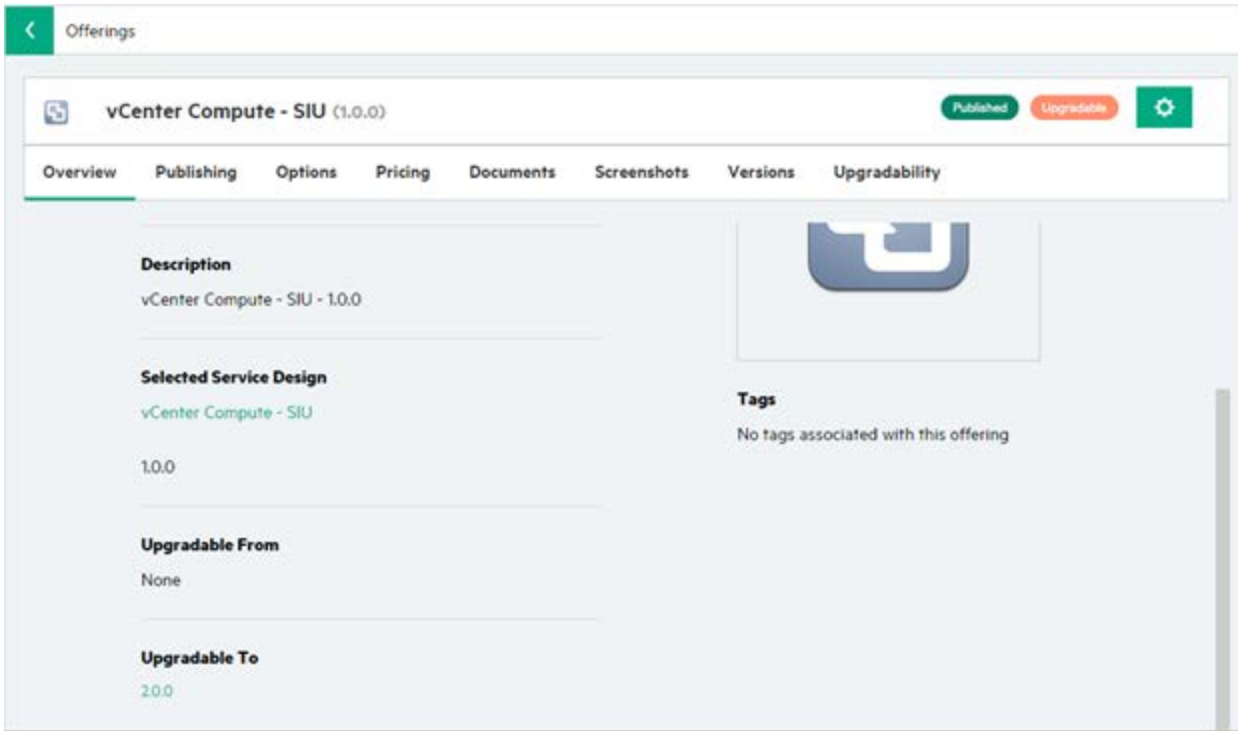 Offerings
vCenter Compute - SIU (1.0.0)
Published
Upgradable
Overview Publishing Options Pricing Documents Screenshots Versions Upgradability
Description
vCenter Compute - SIU - 1.0.0
Selected Service Design
vCenter Compute - SIU
1.0.0
Upgradable From
None
Upgradable To
2.0.0
Tags
No tags associated with this offering